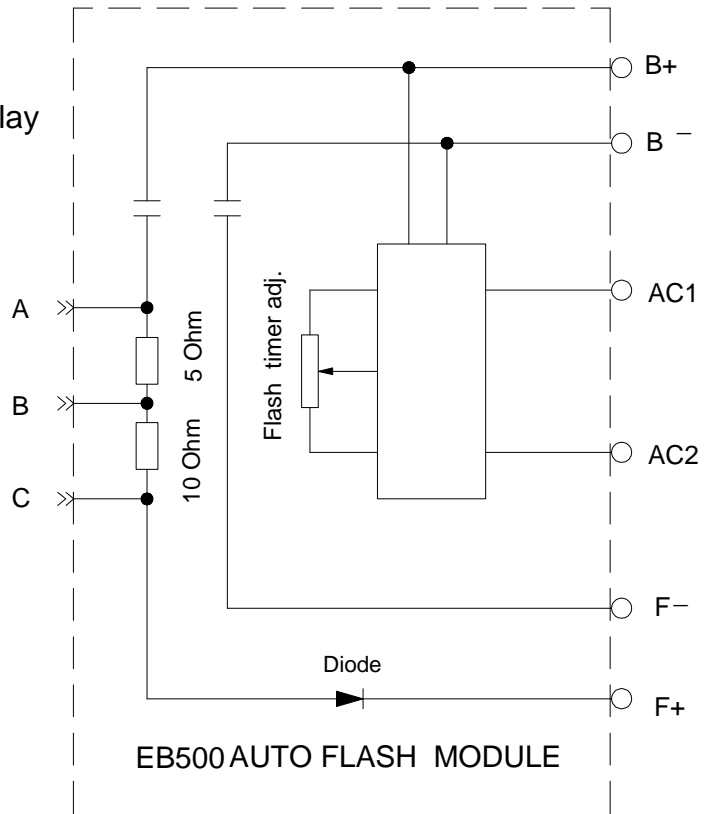 B+
lay
B −
A
5 Ohm
Flash timer adj.
AC1
B
10 Ohm
AC2
C
F−
Diode
F+
EB500 AUTO FLASH MODULE